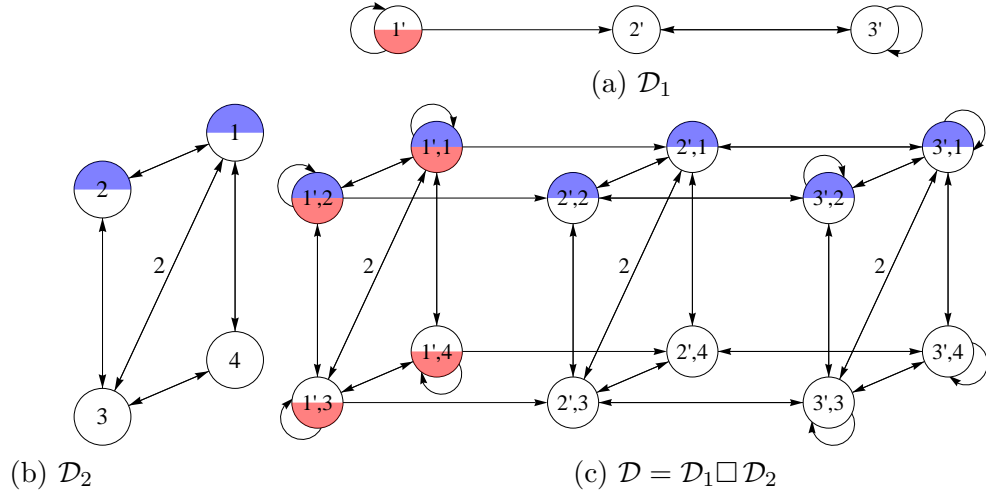 1' 2' 3'
(a) D₁
1
2
2
3
4
(b) D₂
1',1 2',1 3',1
1',2 2',2 3',2
2 2 2
1',4 2',4 3',4
1',3 2',3 3',3
(c) D = D₁□D₂